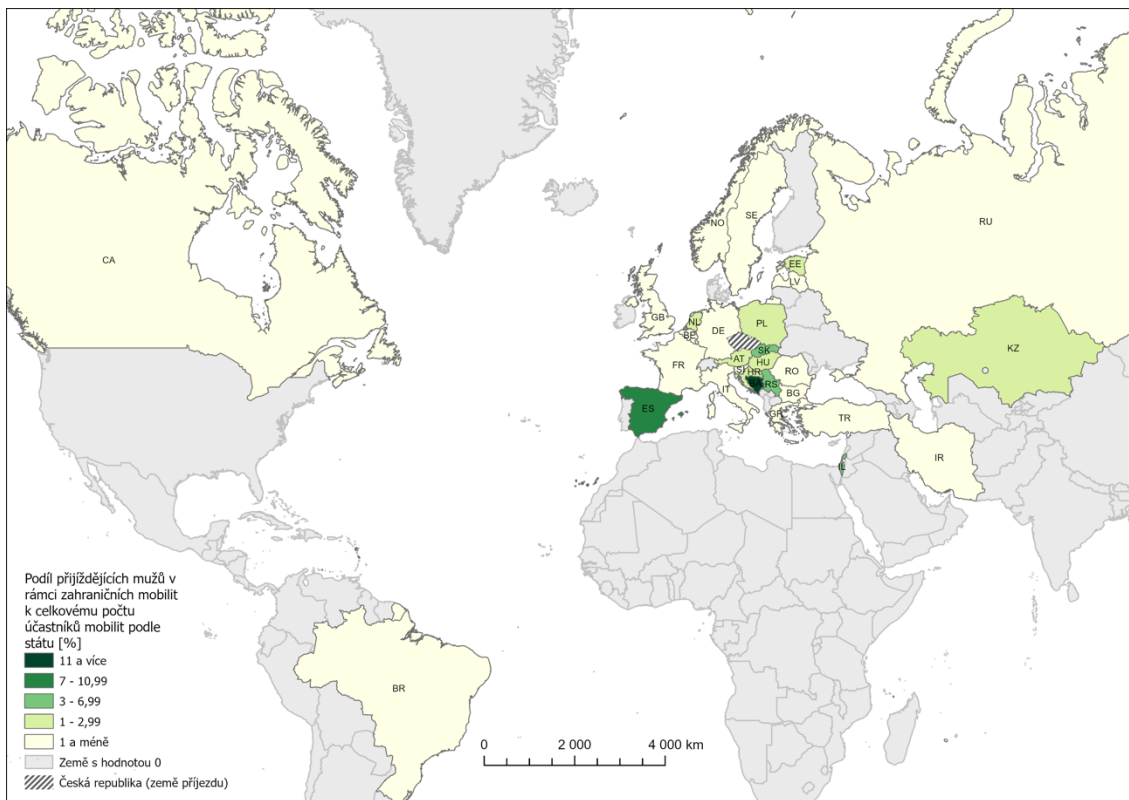 CA
NO
SE
RU
EE
LV
GB
NL
BE
DE
PL
KZ
SK
FR
AT
HU
SI
HR
RO
BA
RS
IT
BG
ES
GR
TR
IR
IL
BR
Podíl přijíždějících mužů v
rámci zahraničních mobilit
k celkovému počtu
účastníků mobilit podle
státu [%]
11 a více
7 - 10,99
3 - 6,99
1 - 2,99
1 a méně
Země s hodnotou 0
Česká republika (země příjezdu)
0 2 000 4 000 km